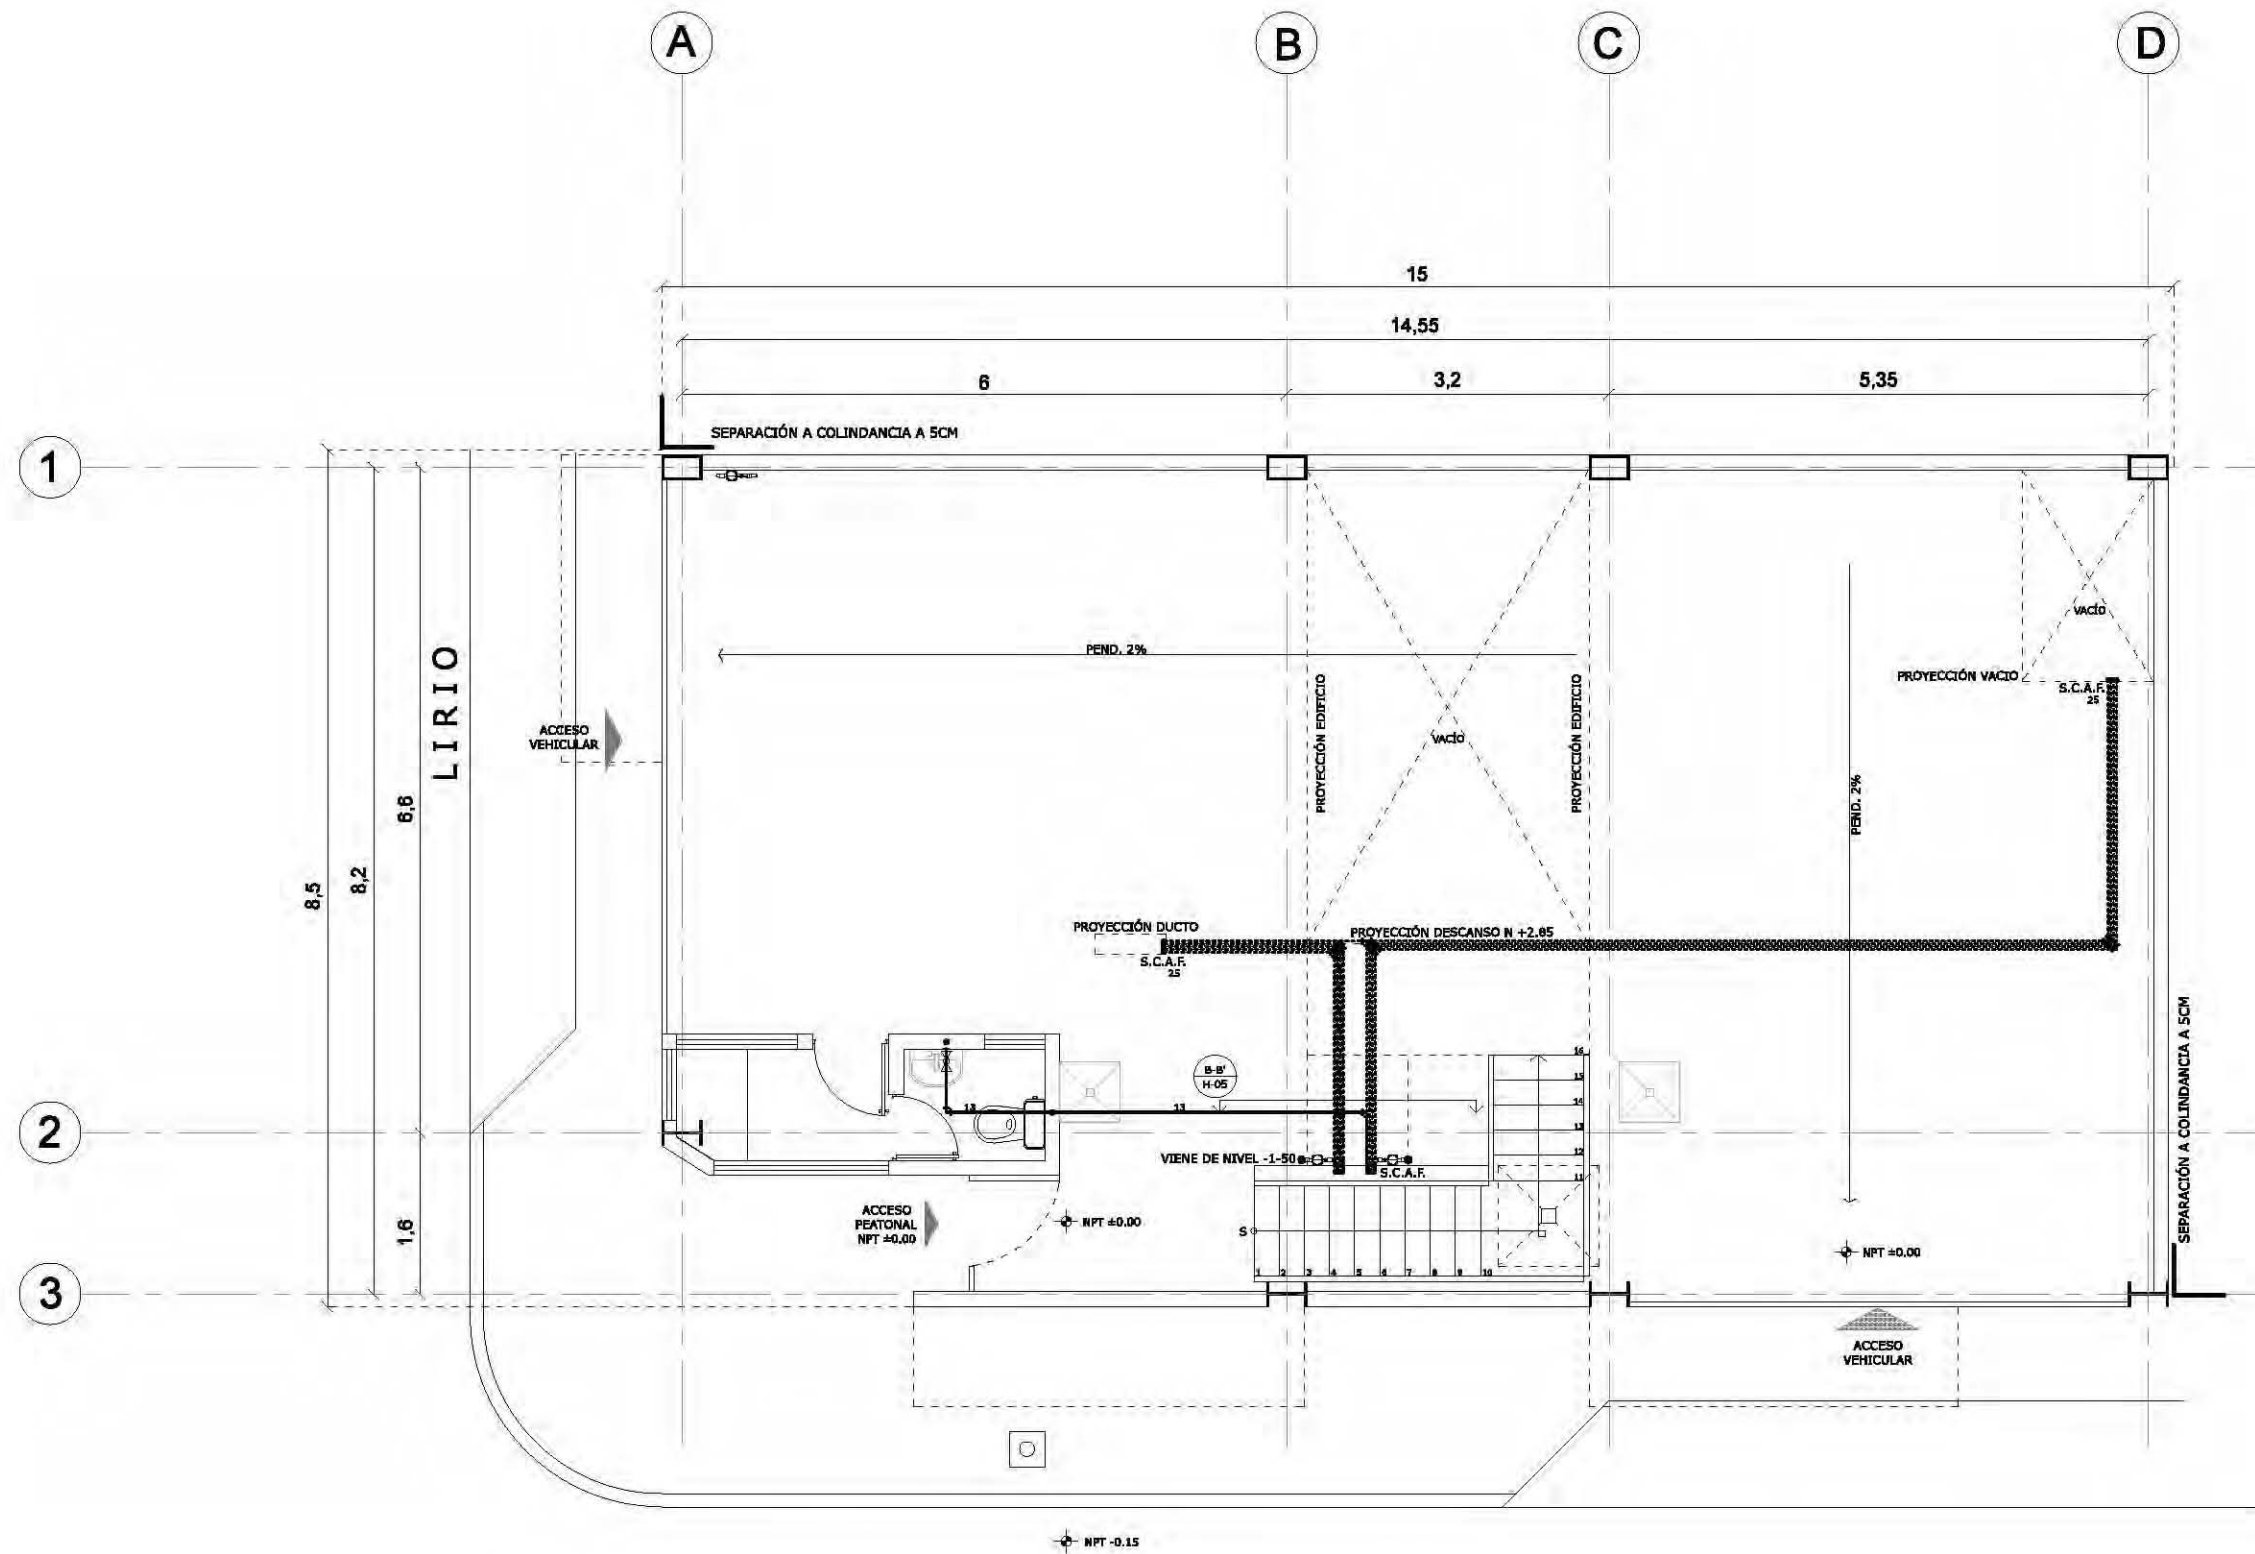 A
B
C
D
15
14,55
6
3,2
5,35
SEPARACIÓN A COLINDANCIA A 5CM
1
VACÍO
LIRIO
PEND. 2%
PROYECCIÓN VACIO
S.C.A.F.
25
PROYECCIÓN EDIFICIO
PROYECCIÓN EDIFICIO
ACCESO
VEHICULAR
VACÍO
PEND. 2%
6,6
8,2
8,5
PROYECCIÓN DUCTO
PROYECCIÓN DESCANSO N +2.85
S.C.A.F.
25
SEPARACIÓN A COLINDANCIA A 5CM
B-B'
H-05
13
13
16
15
14
13
12
11
2
VIENE DE NIVEL -1-50
S.C.A.F.
ACCESO
PEATONAL
NPT ±0.00
NPT ±0.00
S
1,6
NPT ±0.00
1
2
3
4
5
6
7
8
9
10
3
ACCESO
VEHICULAR
NPT -0.15